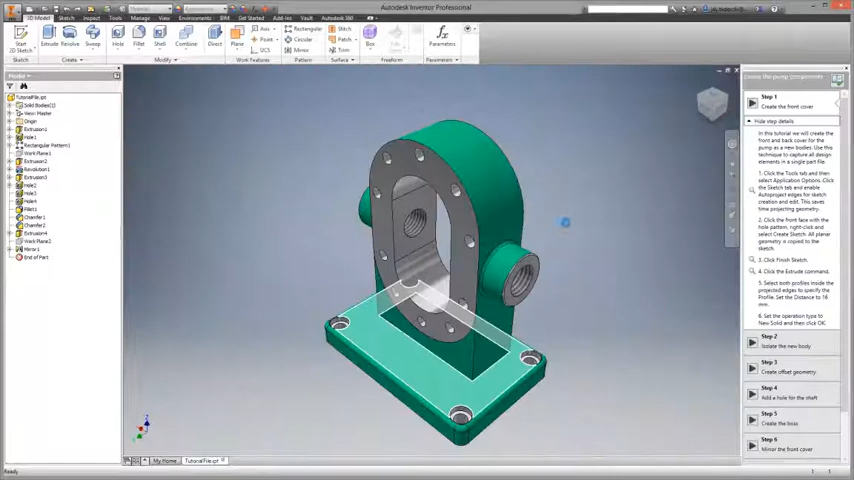 Autodesk Inventor Professional
3D Model Sketch Inspect Tools Manage View Environments BIM Get Started Add-Ins Vault Autodesk 360
Start
2D Sketch
Extrude Revolve Sweep
Hole Fillet Shell Combine
Direct
Plane
Axis
Point
UCS
Rectangular
Circular
Mirror
Stitch
Patch
Trim
Box
Parameters
Sketch Create Modify Work Features Pattern Surface Freeform Parameters
Model
TutorialFile.ipt
Solid Bodies(1)
View: Master
Origin
Extrusion1
Hole1
Rectangular Pattern1
Work Plane1
Extrusion2
Revolution1
Extrusion3
Hole2
Hole3
Hole4
Fillet1
Chamfer1
Chamfer2
Extrusion4
Work Plane2
Mirror1
End of Part
Create the pump components
Step 1
Create the front cover
Hide step details
In this tutorial we will create
the front and back cover for the
pump as a new bodies. Use this
technique to capture all design
elements in a single part.
1. Click the Tools tab and then
select Application Options. Click
the Sketch tab and enable
Autoproject edges for sketch
creation and edit. This saves
time projecting geometry.
2. Click the front face with the
hole pattern, right-click and
select Create Sketch. All planar
geometry is copied to the
sketch.
3. Click Finish Sketch.
4. Click the Extrude command.
5. Select both profiles inside the
projected edges to specify the
Profile. Set the Distance to 16
mm.
6. Set the operation type to
New Solid and then click OK.
Step 2
Isolate the new body
Step 3
Create offset geometry
Step 4
Add a hole for the shaft
Step 5
Create the boss
Step 6
Mirror the front cover
My Home TutorialFile.ipt
Ready
1 1